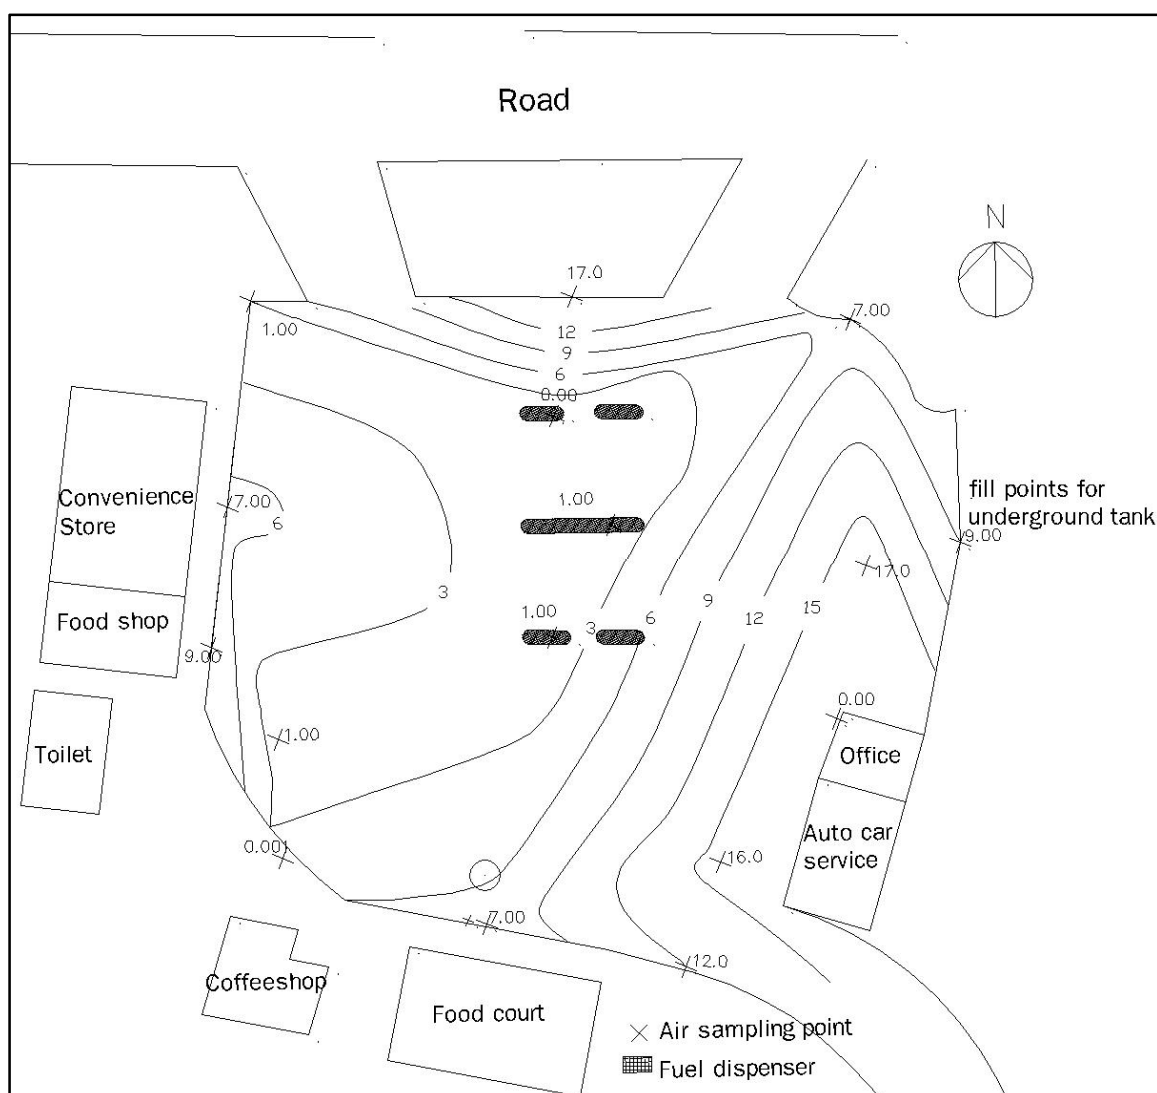 Road
N
17.0
7.00
1.00
12
9
6
0.00
Convenience
Store
7.00
6
1.00
fill points for
underground tank
9.00
17.0
3
Food shop
1.00
3
6
9
12
15
9.00
0.00
1.00
Toilet
Office
Auto car
service
0.00
16.0
7.00
12.0
Coffeeshop
Food court
Air sampling point
Fuel dispenser